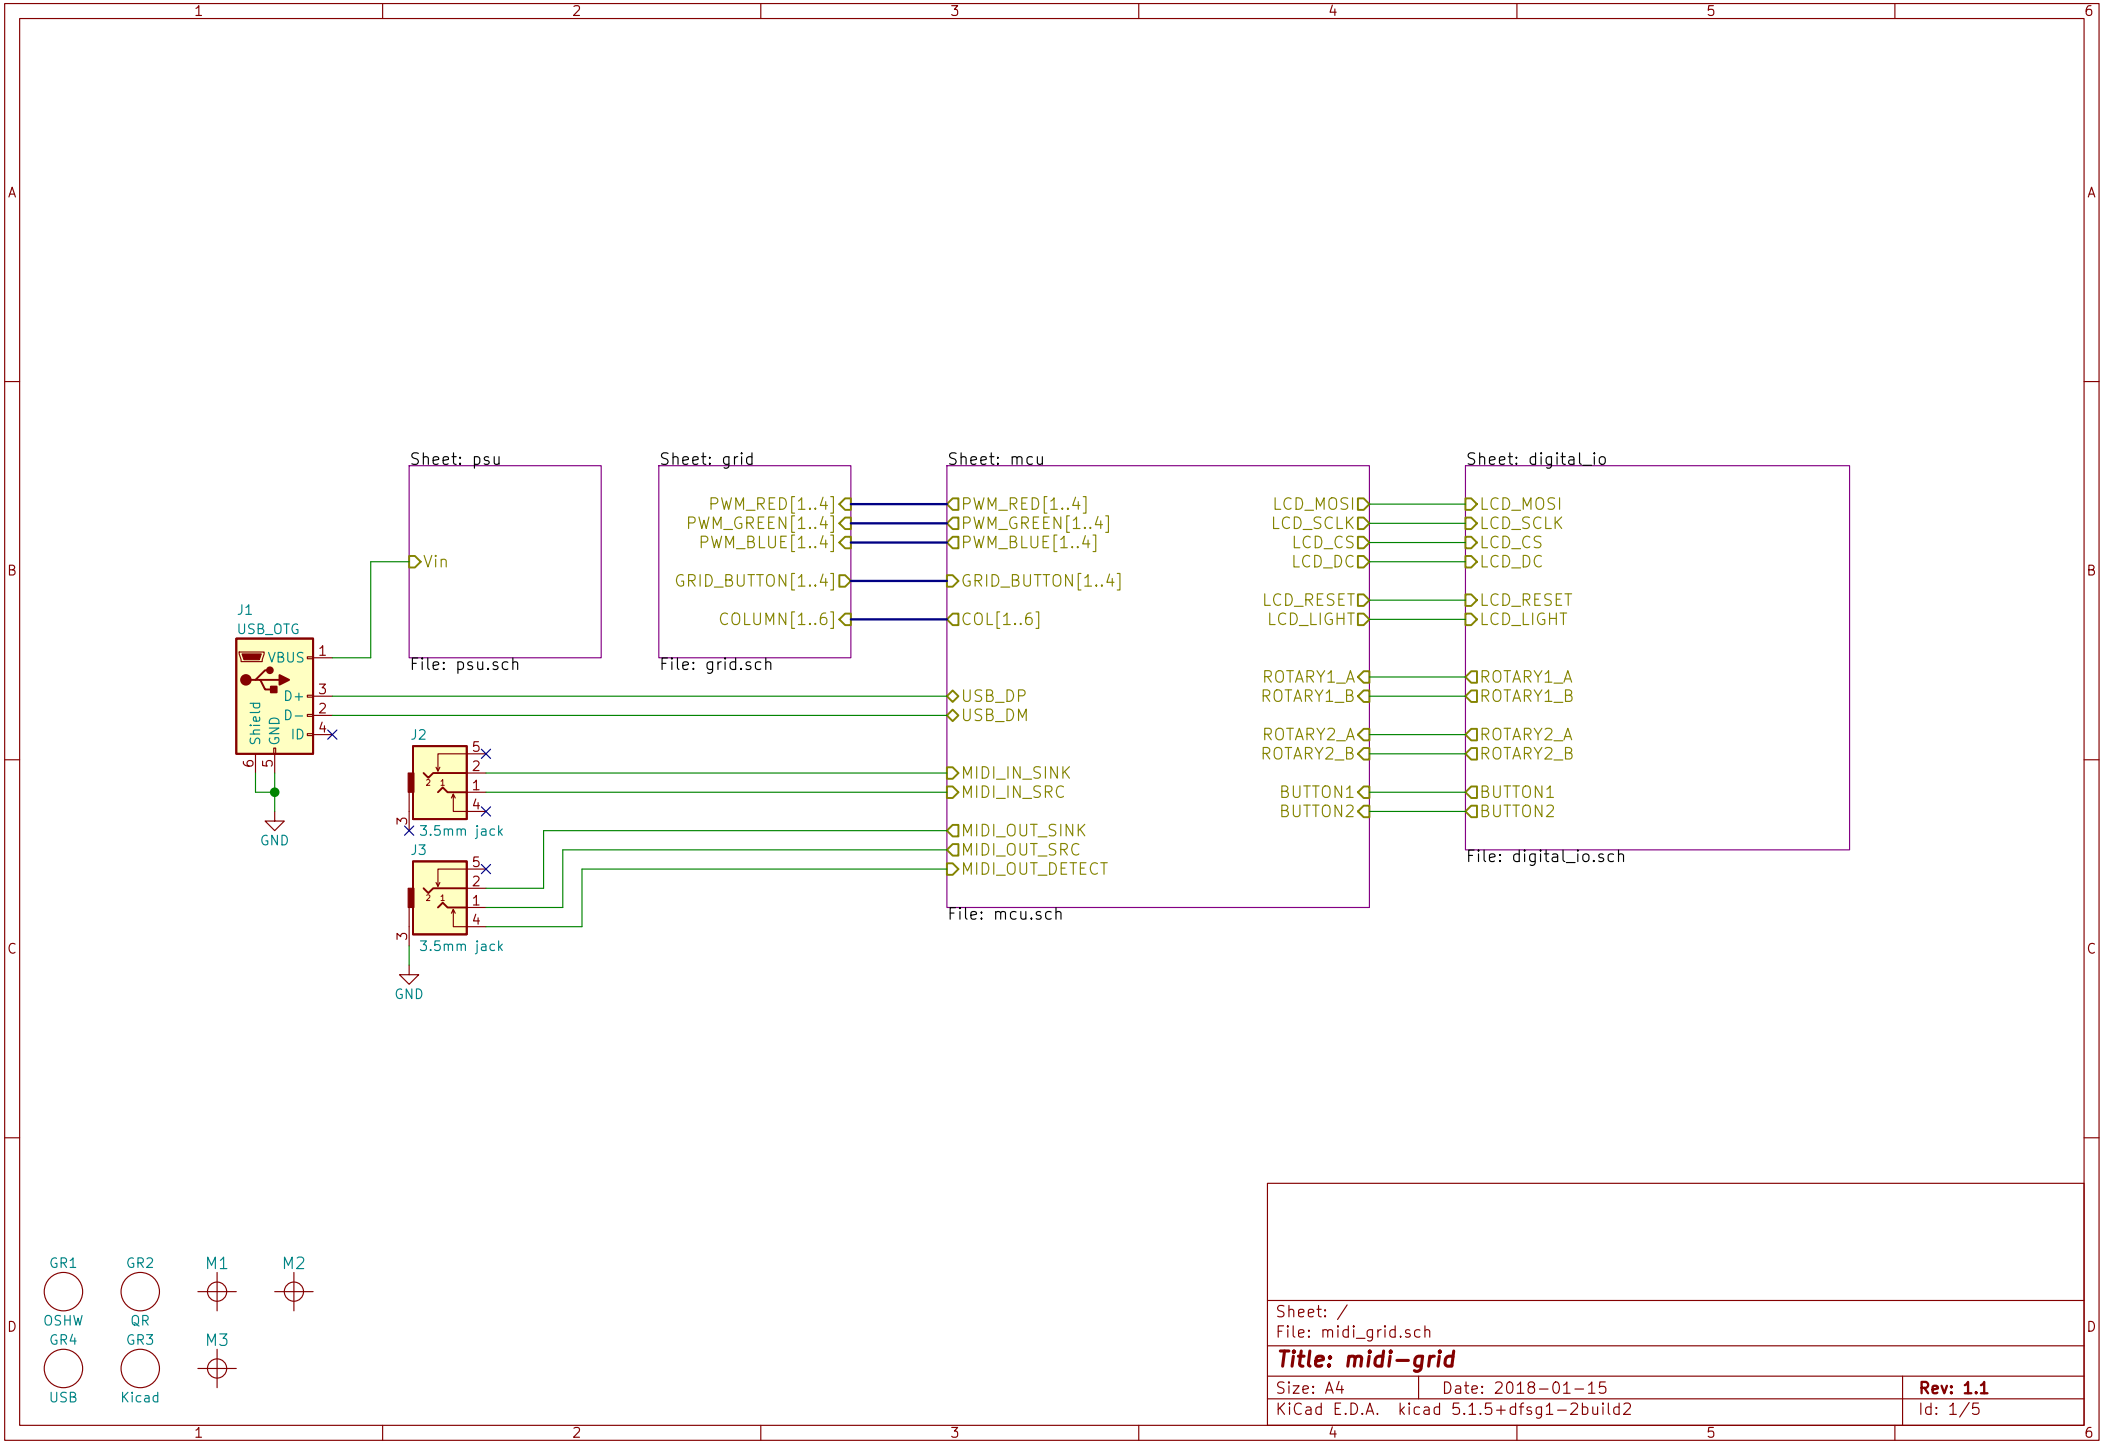 1 2 3 4 5 6
A A
B B
C C
D D
Sheet: psu
Vin
File: psu.sch
Sheet: grid
PWM_RED[1..4]
PWM_GREEN[1..4]
PWM_BLUE[1..4]
GRID_BUTTON[1..4]
COLUMN[1..6]
File: grid.sch
Sheet: mcu
PWM_RED[1..4]
PWM_GREEN[1..4]
PWM_BLUE[1..4]
GRID_BUTTON[1..4]
COL[1..6]
USB_DP
USB_DM
MIDI_IN_SINK
MIDI_IN_SRC
MIDI_OUT_SINK
MIDI_OUT_SRC
MIDI_OUT_DETECT
LCD_MOSI
LCD_SCLK
LCD_CS
LCD_DC
LCD_RESET
LCD_LIGHT
ROTARY1_A
ROTARY1_B
ROTARY2_A
ROTARY2_B
BUTTON1
BUTTON2
File: mcu.sch
Sheet: digital_io
LCD_MOSI
LCD_SCLK
LCD_CS
LCD_DC
LCD_RESET
LCD_LIGHT
ROTARY1_A
ROTARY1_B
ROTARY2_A
ROTARY2_B
BUTTON1
BUTTON2
File: digital_io.sch
J1
USB_OTG
VBUS 1
D+ 3
D- 2
ID 4
Shield 6
GND 5
GND
J2
5
2
1
4
3
2 1
3.5mm jack
J3
5
2
1
4
3
2 1
3.5mm jack
GND
GR1
OSHW
GR2
QR
M1
M2
GR4
USB
GR3
Kicad
M3
Sheet: /
File: midi_grid.sch
Title: midi-grid
Size: A4 Date: 2018-01-15 Rev: 1.1
KiCad E.D.A. kicad 5.1.5+dfsg1-2build2 Id: 1/5
1 2 3 4 5 6